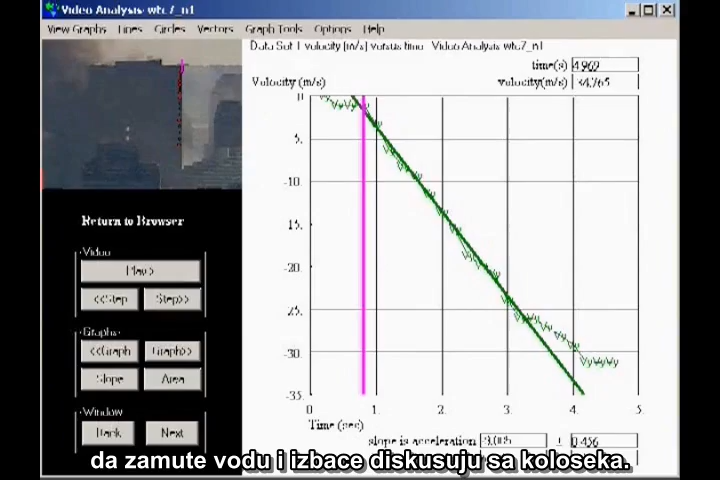 Video Analysis: wtc7_n1
View Graphs Lines Circles Vectors Graph Tools Options Help
Data Set 1 velocity (m/s) versus time - Video Analysis wtc7_n1
time(s) 4.969
Velocity (m/s) velocity(m/s)
0
5.
-10.
15.
-20.
-25.
-30.
-35.
0 1. 2. 3. 5.
Time (sec)
slope is acceleration
Return to Browser
Video
Play>
<<Step Step>>
Graphs
<<Graph Graph>>
Slope Area
Window
Back Next
da zamute vodu i izbace diskusuju sa koloseka.